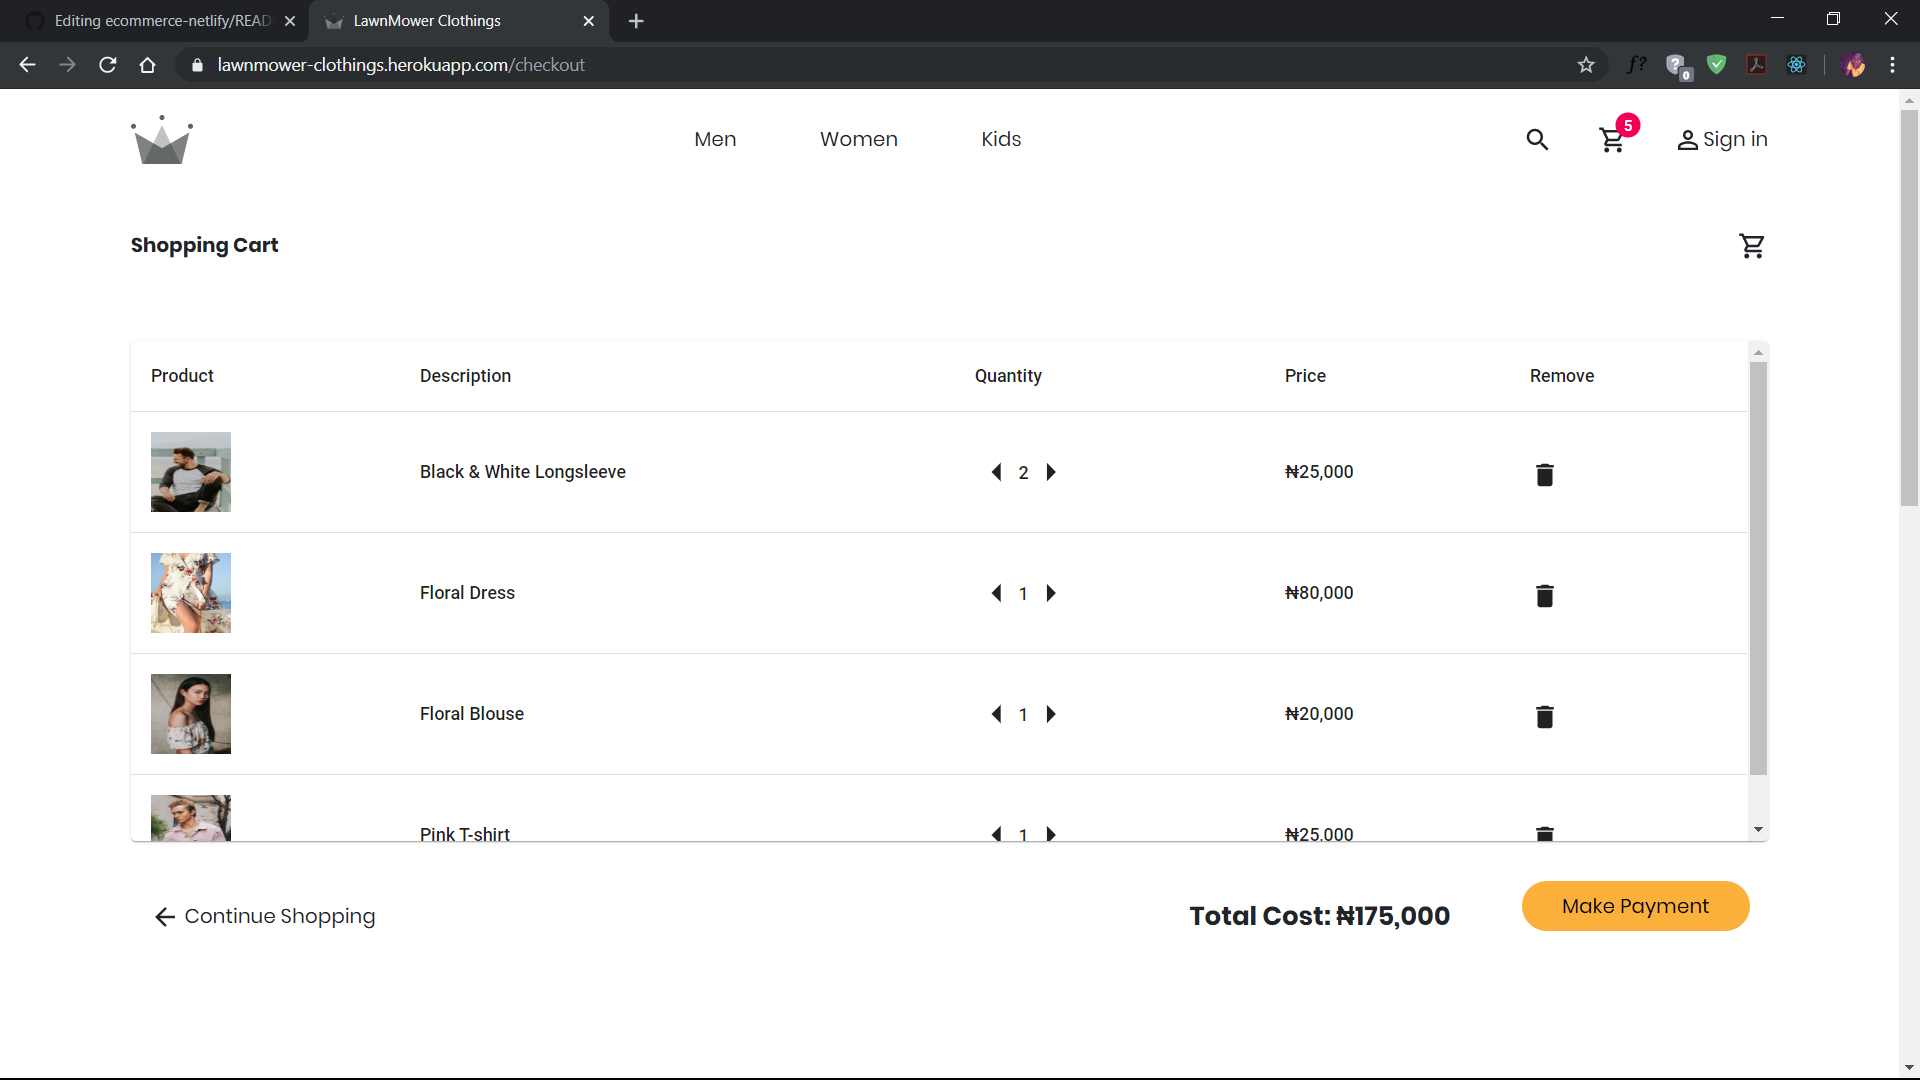 Editing ecommerce-netlify/READ
LawnMower Clothings
lawnmower-clothings.herokuapp.com/checkout
f?
0
Men
Women
Kids
5
Sign in
Shopping Cart
Product Description Quantity Price Remove
Black & White Longsleeve 2 ₦25,000
Floral Dress 1 ₦80,000
Floral Blouse 1 ₦20,000
Pink T-shirt 1 ₦25,000
Continue Shopping
Total Cost: ₦175,000
Make Payment